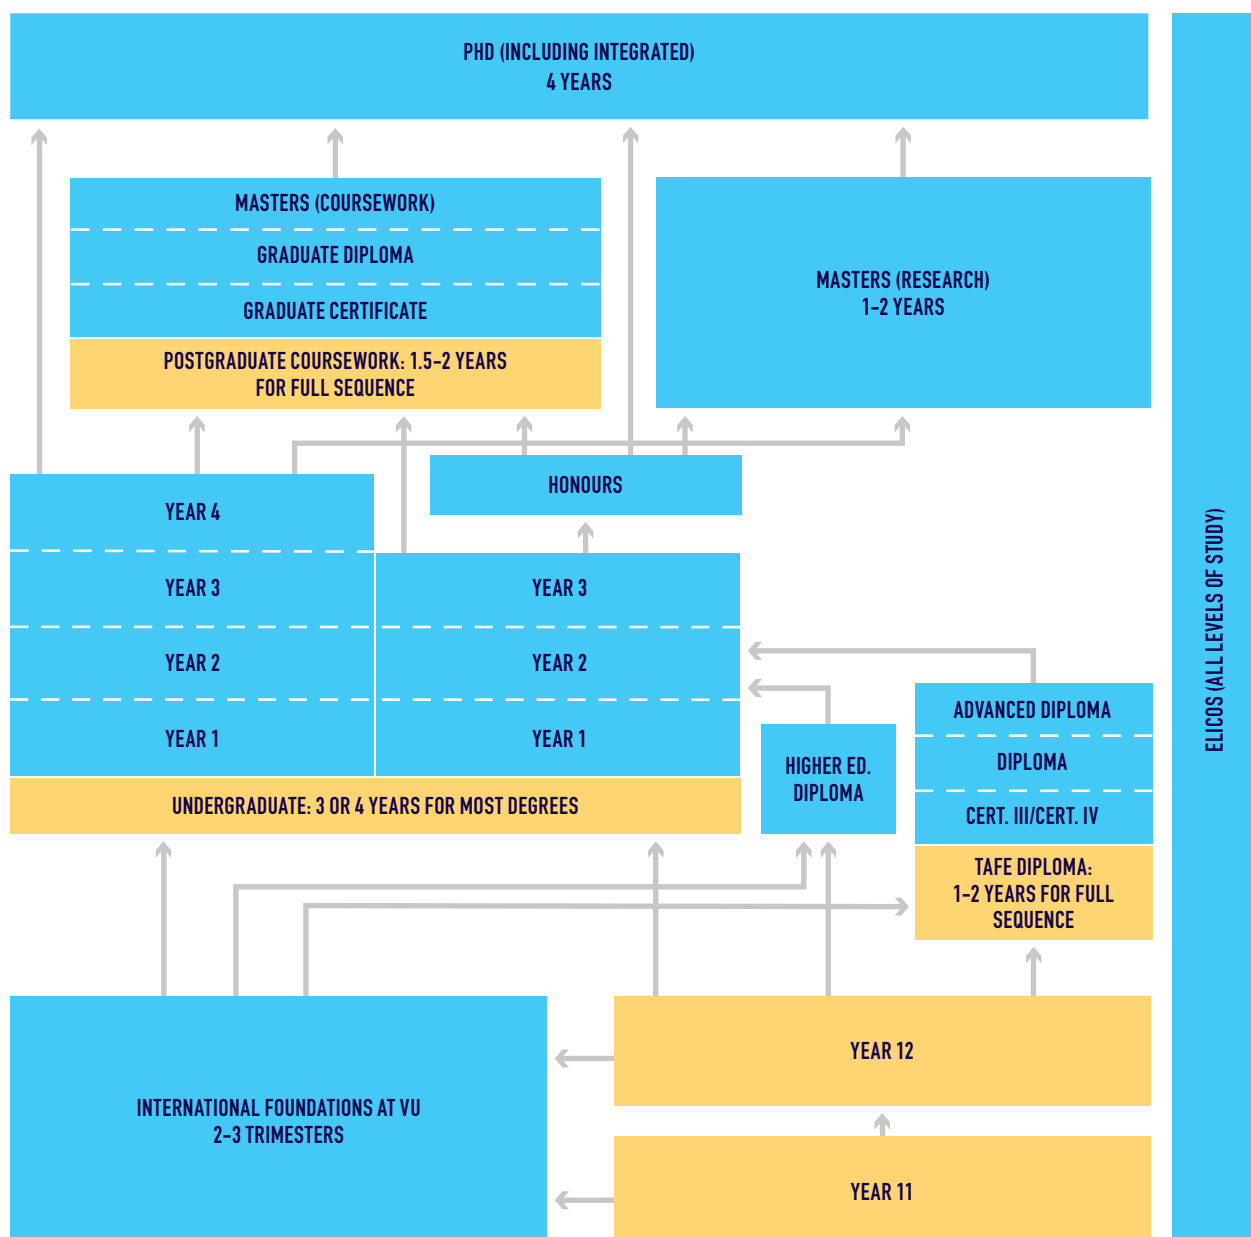 PHD (INCLUDING INTEGRATED)
4 YEARS
MASTERS (COURSEWORK)
GRADUATE DIPLOMA
GRADUATE CERTIFICATE
POSTGRADUATE COURSEWORK: 1.5-2 YEARS
FOR FULL SEQUENCE
MASTERS (RESEARCH)
1-2 YEARS
HONOURS
YEAR 4
YEAR 3
YEAR 2
YEAR 1
YEAR 3
YEAR 2
YEAR 1
UNDERGRADUATE: 3 OR 4 YEARS FOR MOST DEGREES
HIGHER ED.
DIPLOMA
ADVANCED DIPLOMA
DIPLOMA
CERT. III/CERT. IV
TAFE DIPLOMA:
1-2 YEARS FOR FULL
SEQUENCE
INTERNATIONAL FOUNDATIONS AT VU
2-3 TRIMESTERS
YEAR 12
YEAR 11
ELICOS (ALL LEVELS OF STUDY)